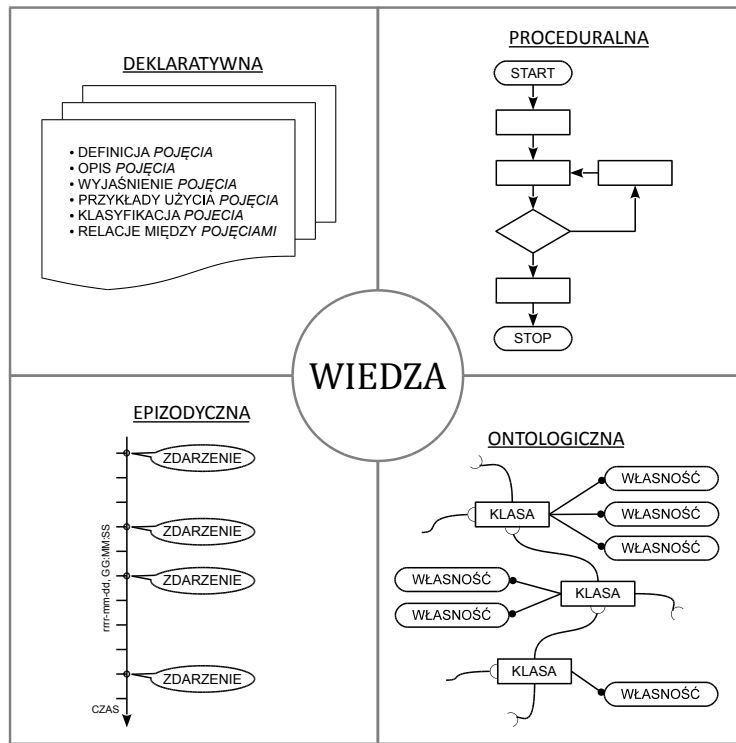 DEKLARATYWNA
• DEFINICJA POJĘCIA
• OPIS POJĘCIA
• WYJAŚNIENIE POJĘCIA
• PRZYKŁADY UŻYCIA POJĘCIA
• KLASYFIKACJA POJECIA
• RELACJE MIĘDZY POJĘCIAMI
PROCEDURALNA
START
STOP
WIEDZA
EPIZODYCZNA
ZDARZENIE
ZDARZENIE
ZDARZENIE
ZDARZENIE
rrrr-mm-dd, GG:MM:SS
CZAS
ONTOLOGICZNA
WŁASNOŚĆ
KLASA
WŁASNOŚĆ
WŁASNOŚĆ
WŁASNOŚĆ
KLASA
WŁASNOŚĆ
KLASA
WŁASNOŚĆ